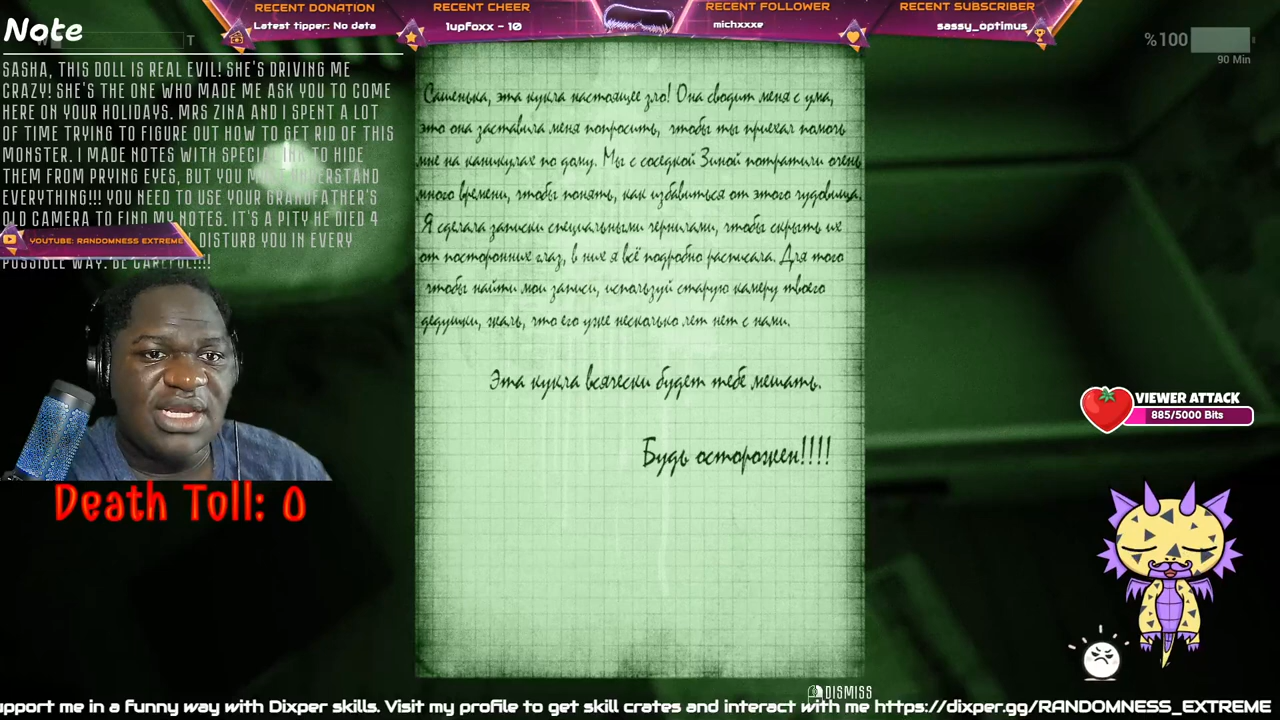 RECENT DONATION
Latest tipper: No data
RECENT CHEER
1upFoxx - 10
RECENT FOLLOWER
michxxxe
RECENT SUBSCRIBER
sassy_optimus
Note
T
%100
90 Min
SASHA, THIS DOLL IS REAL EVIL! SHE'S DRIVING ME
CRAZY! SHE'S THE ONE WHO MADE ME ASK YOU TO COME
HERE ON YOUR HOLIDAYS. MRS ZINA AND I SPENT A LOT
OF TIME TRYING TO FIGURE OUT HOW TO GET RID OF THIS
MONSTER. I MADE NOTES WITH SPECIAL INK TO HIDE
THEM FROM PRYING EYES, BUT YOU MUST UNDERSTAND
EVERYTHING!!! YOU NEED TO USE YOUR GRANDFATHER'S
OLD CAMERA TO FIND MY NOTES. IT'S A PITY HE DIED 4
DISTURB YOU IN EVERY
POSSIBLE WAY. BE CAREFUL!!!!
YOUTUBE: RANDOMNESS EXTREME
Сашенька, эта кукла настоящее зло! Она сводит меня с ума,
это она заставила меня попросить, чтобы ты приехал помочь
мне на каникулах по дому. Мы с соседкой Зиной потратили очень
много времени, чтобы понять, как избавиться от этого чудовища.
Я сделала записки специальными чернилами, чтобы скрыть их
от посторонних глаз, в них я всё подробно расписала. Для того
чтобы найти мои записи, используй старую камеру твоего
дедушки, жаль, что его уже несколько лет нет с нами.
Эта кукла всячески будет тебе мешать.
Будь осторожен!!!!
DISMISS
Death Toll: 0
VIEWER ATTACK
885/5000 Bits
upport me in a funny way with Dixper skills. Visit my profile to get skill crates and interact with me https://dixper.gg/RANDOMNESS_EXTREME